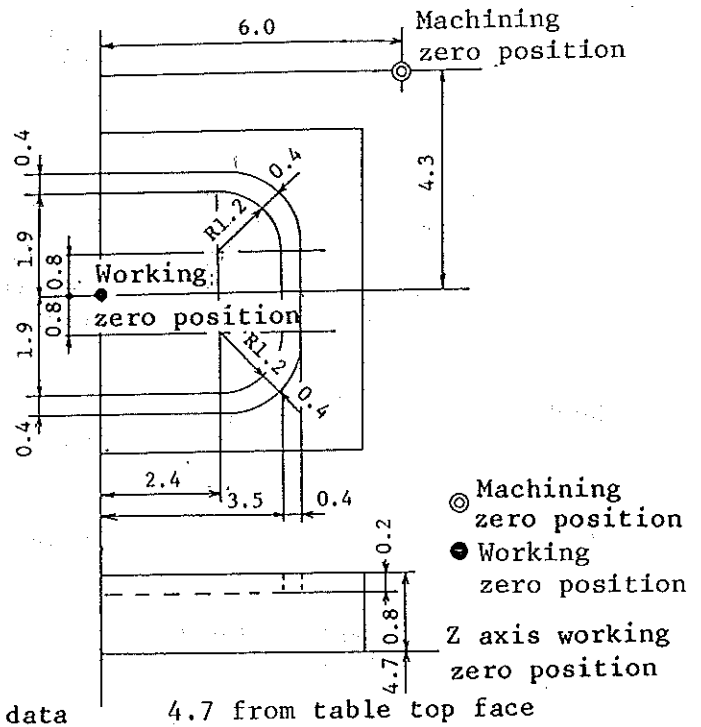 6.0
Machining
zero position
0.4
0.4
4.3
R1.2
1.9
0.8
Working
zero position
0.8
1.9
R1.2
0.4
0.4
2.4
3.5
0.4
Machining
zero position
Working
zero position
0.2
0.8
Z axis working
zero position
4.7
data
4.7 from table top face